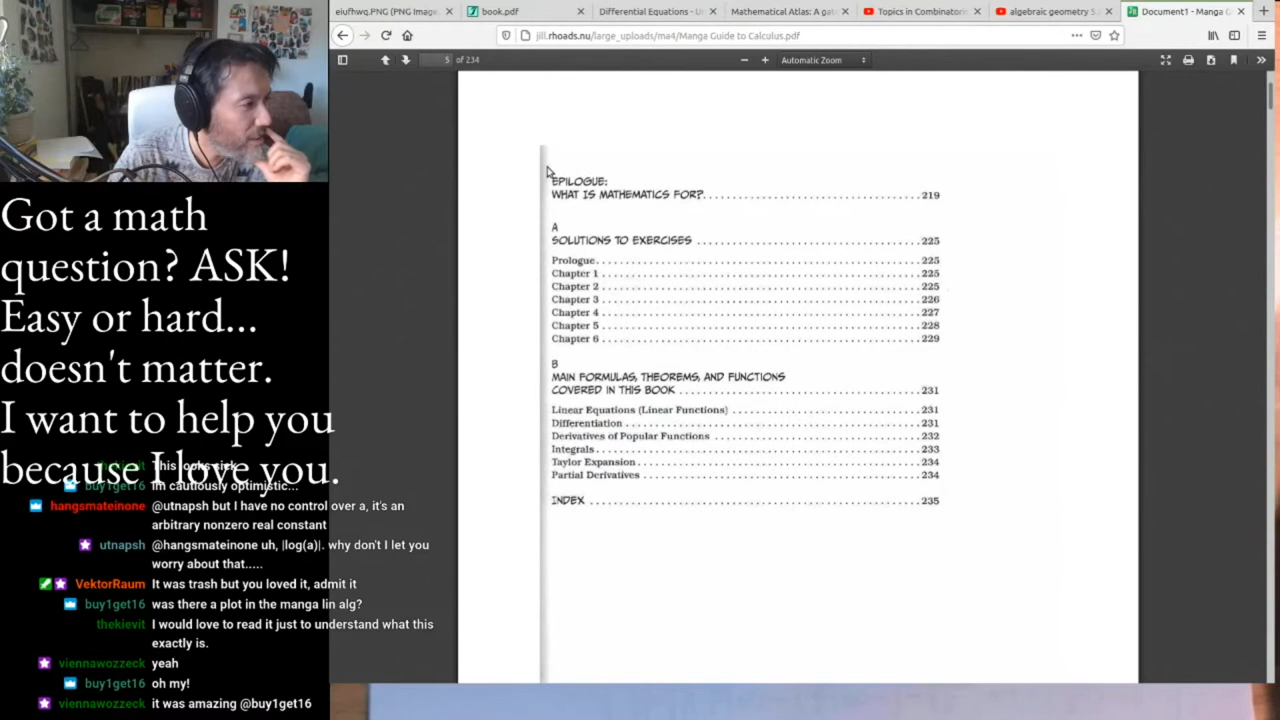 eiufhwq.PNG (PNG Image,
book.pdf
Differential Equations - U
Mathematical Atlas: A gat
Topics in Combinatori
algebraic geometry 5
Document1 - Manga G
jill.rhoads.nu/large_uploads/ma4/Manga Guide to Calculus.pdf
5 of 234
Automatic Zoom
EPILOGUE:
WHAT IS MATHEMATICS FOR? 219
A
SOLUTIONS TO EXERCISES 225
Prologue 225
Chapter 1 225
Chapter 2 225
Chapter 3 226
Chapter 4 227
Chapter 5 228
Chapter 6 229
B
MAIN FORMULAS, THEOREMS, AND FUNCTIONS
COVERED IN THIS BOOK 231
Linear Equations (Linear Functions) 231
Differentiation 231
Derivatives of Popular Functions 232
Integrals 233
Taylor Expansion 234
Partial Derivatives 234
INDEX 235
Got a math
question? ASK!
Easy or hard...
doesn't matter.
I want to help you
because I love you.
thekievit This looks sick
buy1get16 Im cautiously optimistic...
hangsmateinone @utnapsh but I have no control over a, it's an
arbitrary nonzero real constant
utnapsh @hangsmateinone uh, |log(a)|. why don't I let you
worry about that.....
VektorRaum It was trash but you loved it, admit it
buy1get16 was there a plot in the manga lin alg?
thekievit I would love to read it just to understand what this
exactly is.
viennawozzeck yeah
buy1get16 oh my!
viennawozzeck it was amazing @buy1get16